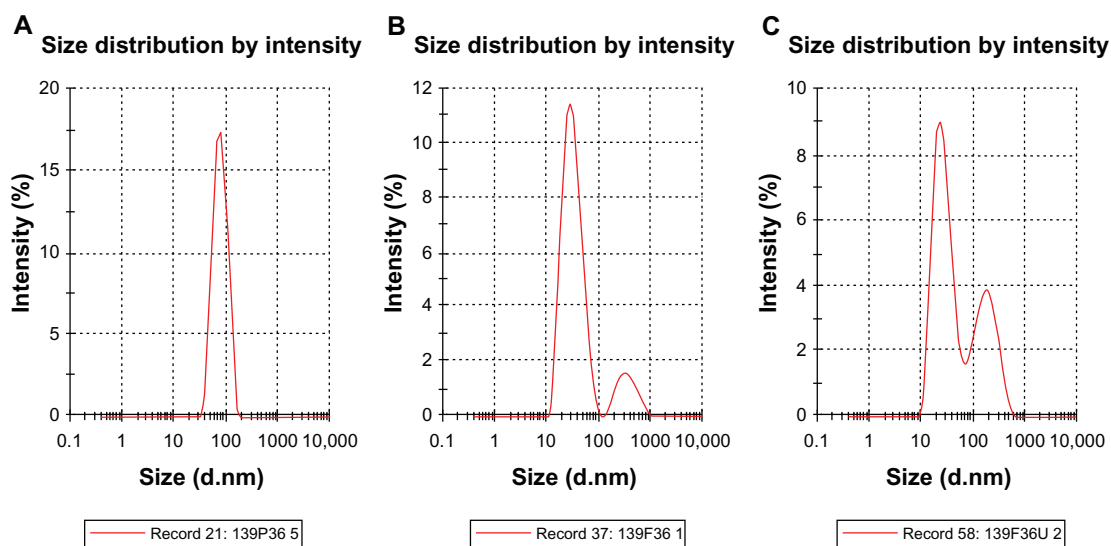 A
Size distribution by intensity
20
15
10
5
0
0.1 1 10 100 1000 10,000
Intensity (%)
Size (d.nm)
Record 21: 139P36 5
B
Size distribution by intensity
12
10
8
6
4
2
0
0.1 1 10 100 1000 10,000
Intensity (%)
Size (d.nm)
Record 37: 139F36 1
C
Size distribution by intensity
10
8
6
4
2
0
0.1 1 10 100 1000 10,000
Intensity (%)
Size (d.nm)
Record 58: 139F36U 2